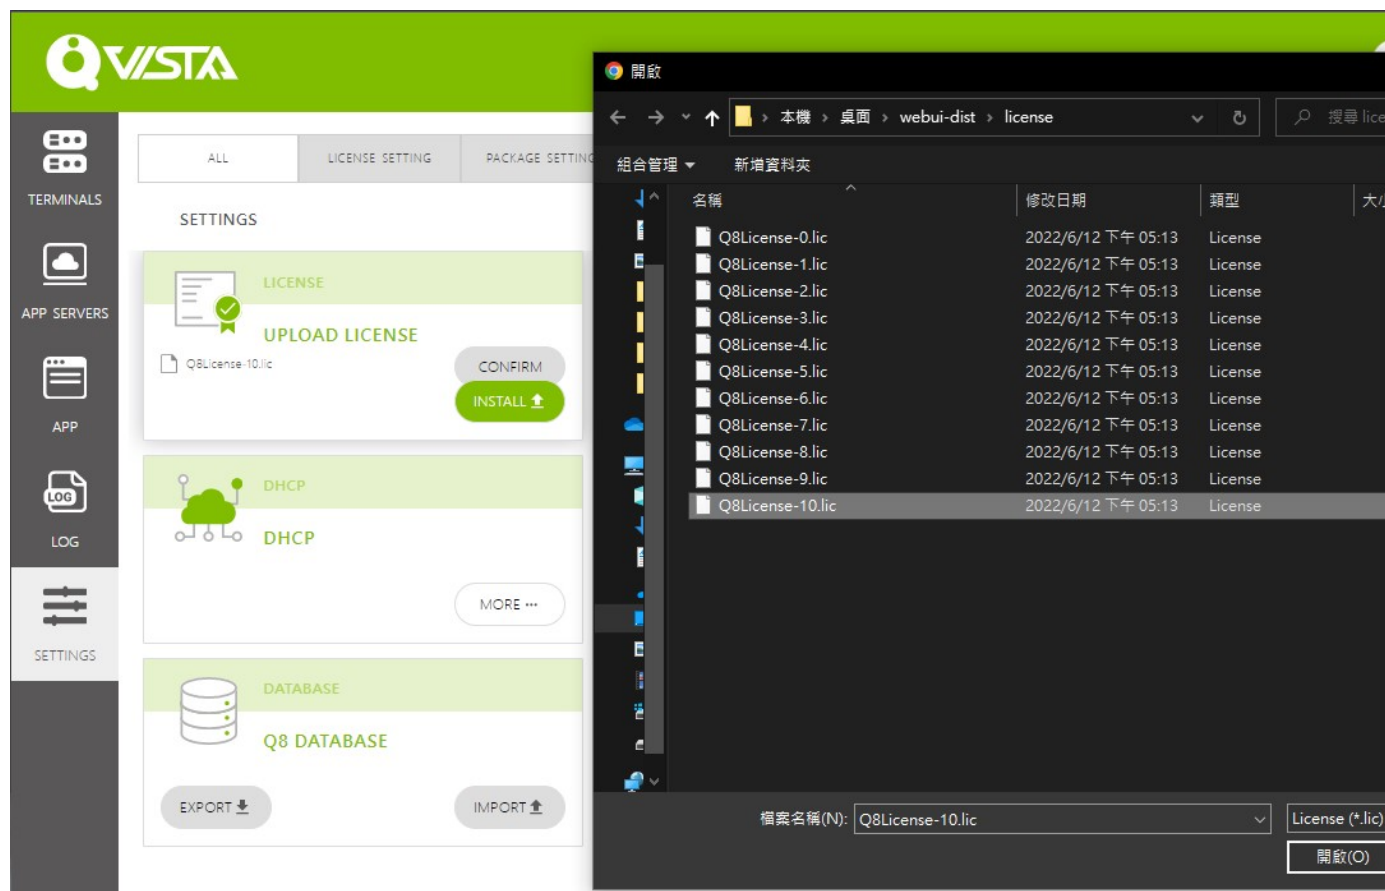 QVISTA
TERMINALS
APP SERVERS
APP
LOG
LOG
SETTINGS
ALL
LICENSE SETTING
PACKAGE SETTING
SETTINGS
LICENSE
UPLOAD LICENSE
Q8License-10.lic
CONFIRM
INSTALL
DHCP
DHCP
MORE ···
DATABASE
Q8 DATABASE
EXPORT
IMPORT
開啟
本機 › 桌面 › webui-dist › license
搜尋 lice
組合管理 新增資料夾
名稱 修改日期 類型 大小
Q8License-0.lic 2022/6/12 下午 05:13 License
Q8License-1.lic 2022/6/12 下午 05:13 License
Q8License-2.lic 2022/6/12 下午 05:13 License
Q8License-3.lic 2022/6/12 下午 05:13 License
Q8License-4.lic 2022/6/12 下午 05:13 License
Q8License-5.lic 2022/6/12 下午 05:13 License
Q8License-6.lic 2022/6/12 下午 05:13 License
Q8License-7.lic 2022/6/12 下午 05:13 License
Q8License-8.lic 2022/6/12 下午 05:13 License
Q8License-9.lic 2022/6/12 下午 05:13 License
Q8License-10.lic 2022/6/12 下午 05:13 License
檔案名稱(N): Q8License-10.lic
License (*.lic)
開啟(O)